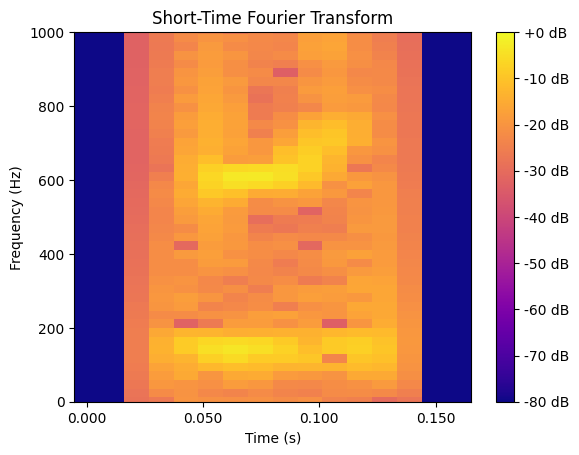 Short-Time Fourier Transform
1000
800
600
400
200
0
Frequency (Hz)
0.000
0.050
0.100
0.150
Time (s)
+0 dB
-10 dB
-20 dB
-30 dB
-40 dB
-50 dB
-60 dB
-70 dB
-80 dB